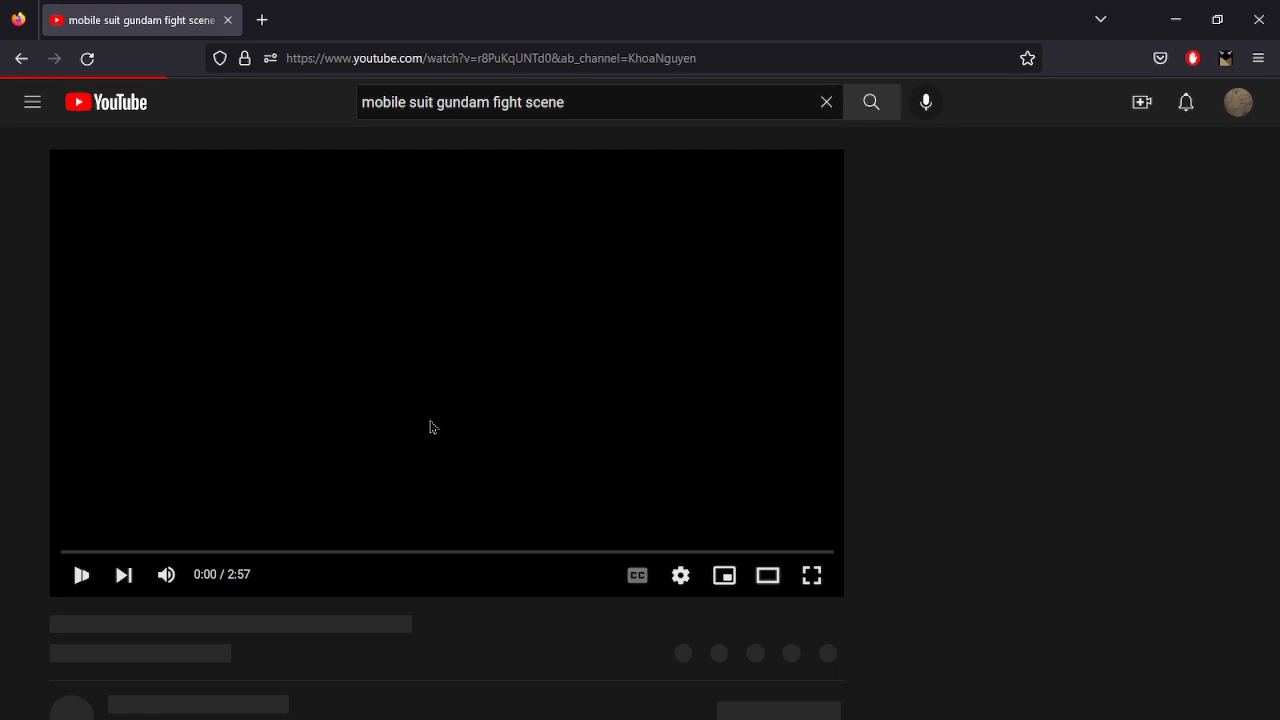 mobile suit gundam fight scene
https://www.youtube.com/watch?v=r8PuKqUNTd0&ab_channel=KhoaNguyen
YouTube
mobile suit gundam fight scene
0:00 / 2:57
CC